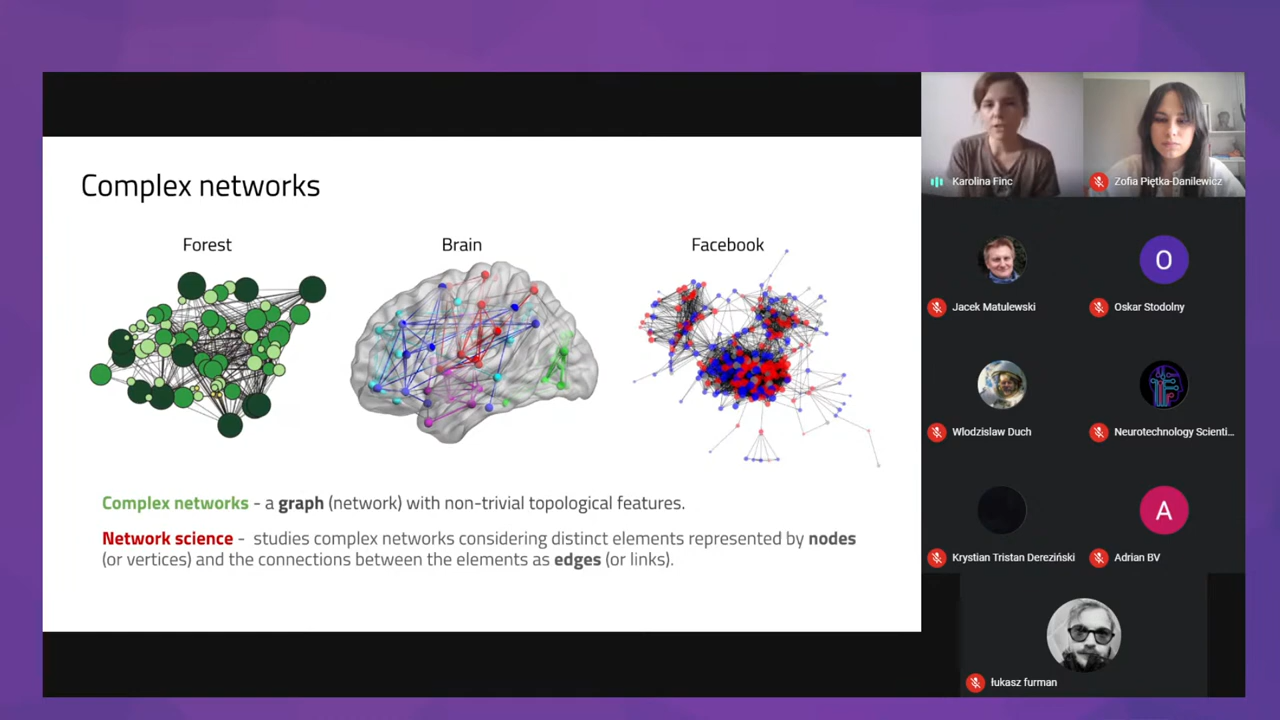 Complex networks
Forest
Brain
Facebook
Complex networks - a graph (network) with non-trivial topological features.
Network science - studies complex networks considering distinct elements represented by nodes
(or vertices) and the connections between the elements as edges (or links).
Karolina Finc
Zofia Piętka-Danilewicz
Jacek Matulewski
O
Oskar Stodolny
Wlodzislaw Duch
Neurotechnology Scienti...
Krystian Tristan Dereziński
A
Adrian BV
łukasz furman